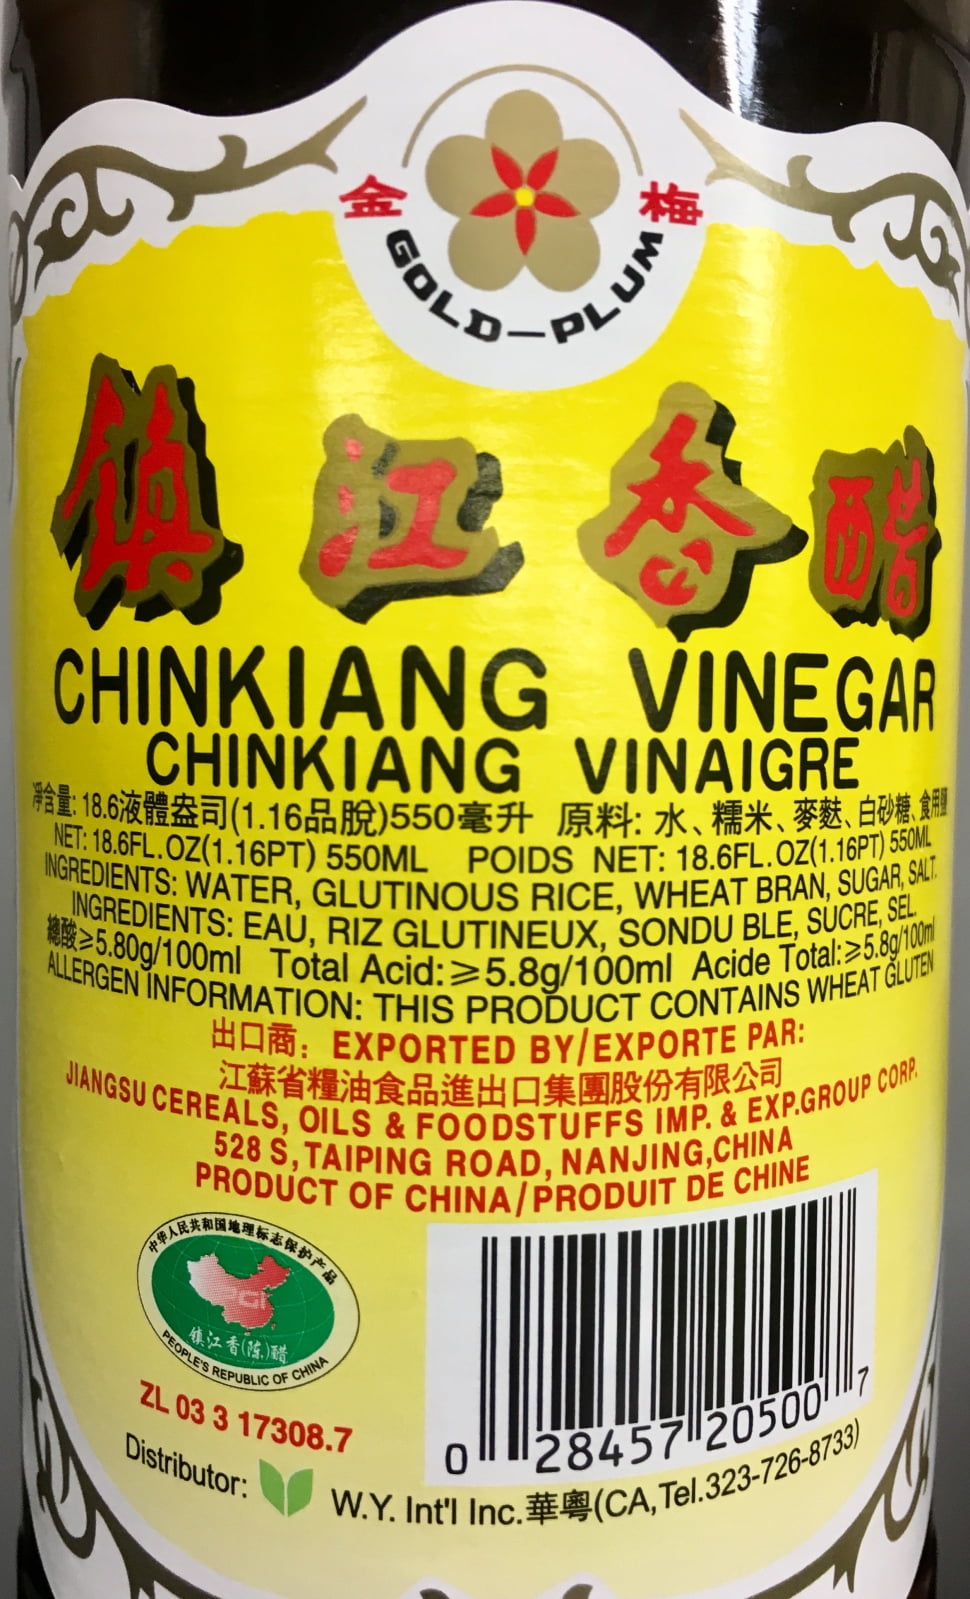 金 梅
GOLD-PLUM
鎮江香醋
CHINKIANG VINEGAR
CHINKIANG VINAIGRE
凈含量: 18.6液體盎司(1.16品脫)550毫升 原料: 水、糯米、麥麩、白砂糖、食用鹽
NET: 18.6FL.OZ(1.16PT) 550ML POIDS NET: 18.6FL.OZ(1.16PT) 550ML
INGREDIENTS: WATER, GLUTINOUS RICE, WHEAT BRAN, SUGAR, SALT.
INGREDIENTS: EAU, RIZ GLUTINEUX, SONDU BLE, SUCRE, SEL.
總酸≥5.80g/100ml Total Acid:≥5.8g/100ml Acide Total:≥5.8g/100ml
ALLERGEN INFORMATION: THIS PRODUCT CONTAINS WHEAT GLUTEN
出口商: EXPORTED BY/EXPORTE PAR:
江蘇省糧油食品進出口集團股份有限公司
JIANGSU CEREALS, OILS & FOODSTUFFS IMP. & EXP.GROUP CORP.
528 S, TAIPING ROAD, NANJING,CHINA
PRODUCT OF CHINA/PRODUIT DE CHINE
中华人民共和国地理标志保护产品
PGI
镇江香(陈)醋
PEOPLE'S REPUBLIC OF CHINA
ZL 03 3 17308.7
0 28457 20500 7
Distributor: W.Y. Int'l Inc.華粵(CA,Tel.323-726-8733)